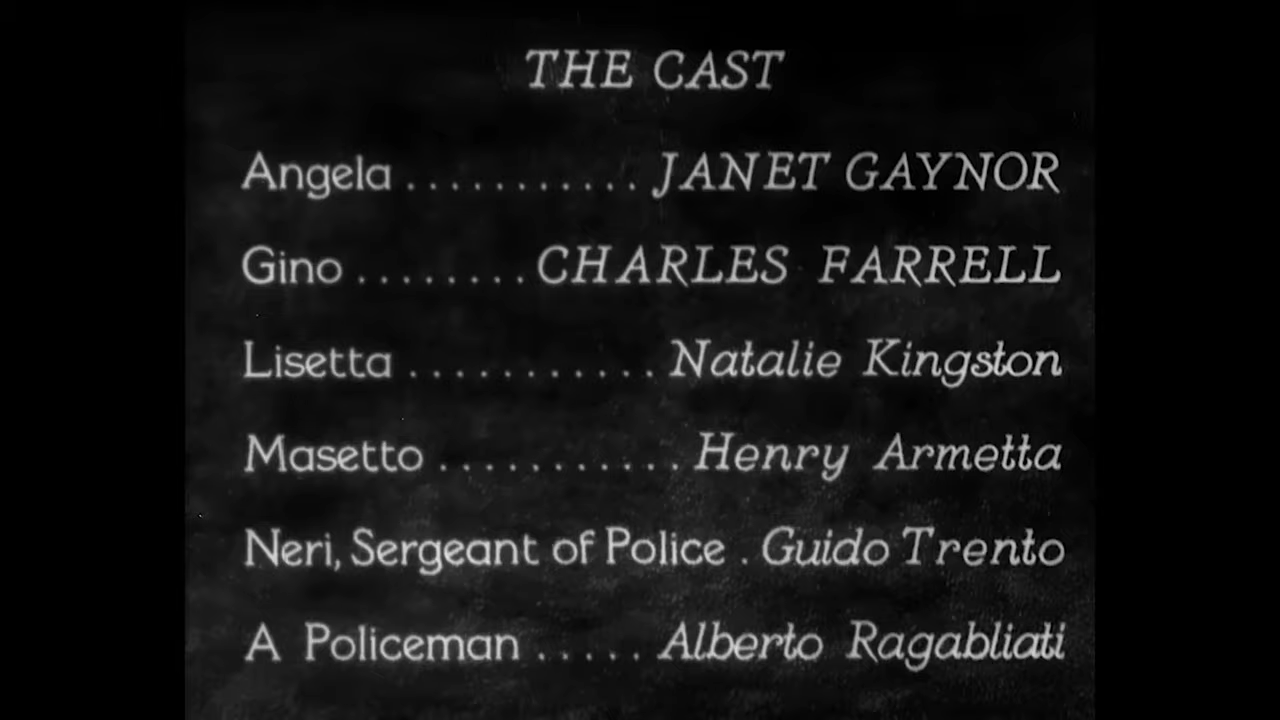 THE CAST
Angela ........... JANET GAYNOR
Gino ........ CHARLES FARRELL
Lisetta ........... Natalie Kingston
Masetto ........... Henry Armetta
Neri, Sergeant of Police . Guido Trento
A Policeman ..... Alberto Ragabliati